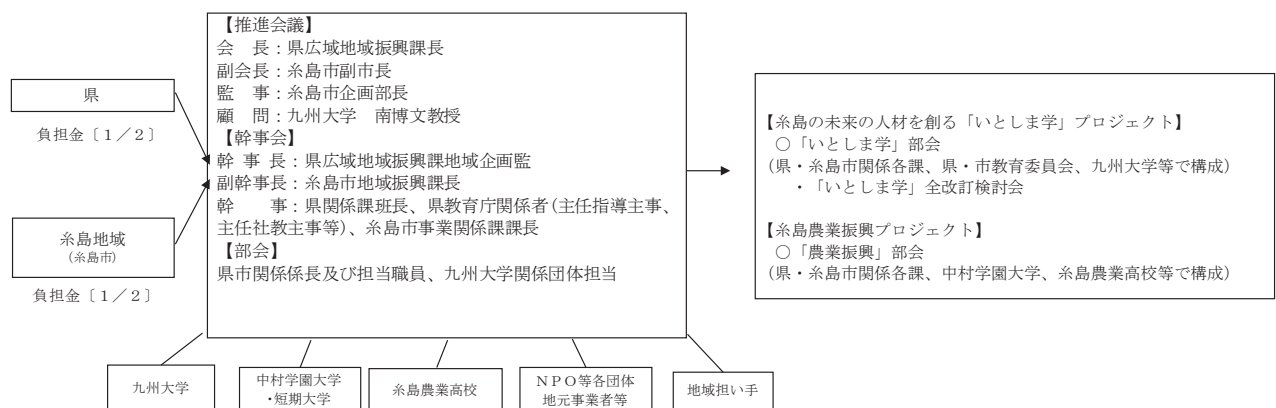 県
負担金〔1／2〕
糸島地域
(糸島市)
負担金〔1／2〕
【推進会議】
会　長：県広域地域振興課長
副会長：糸島市副市長
監　事：糸島市企画部長
顧　問：九州大学　南博文教授
【幹事会】
幹 事 長：県広域地域振興課地域企画監
副幹事長：糸島市地域振興課長
幹　　事：県関係課班長、県教育庁関係者(主任指導主事、
主任社教主事等)、糸島市事業関係課課長
【部会】
県市関係係長及び担当職員、九州大学関係団体担当
【糸島の未来の人材を創る「いとしま学」プロジェクト】
○「いとしま学」部会
(県・糸島市関係各課、県・市教育委員会、九州大学等で構成)
・「いとしま学」全改訂検討会
【糸島農業振興プロジェクト】
○「農業振興」部会
(県・糸島市関係各課、中村学園大学、糸島農業高校等で構成)
九州大学
中村学園大学
・短期大学
糸島農業高校
ＮＰＯ等各団体
地元事業者等
地域担い手